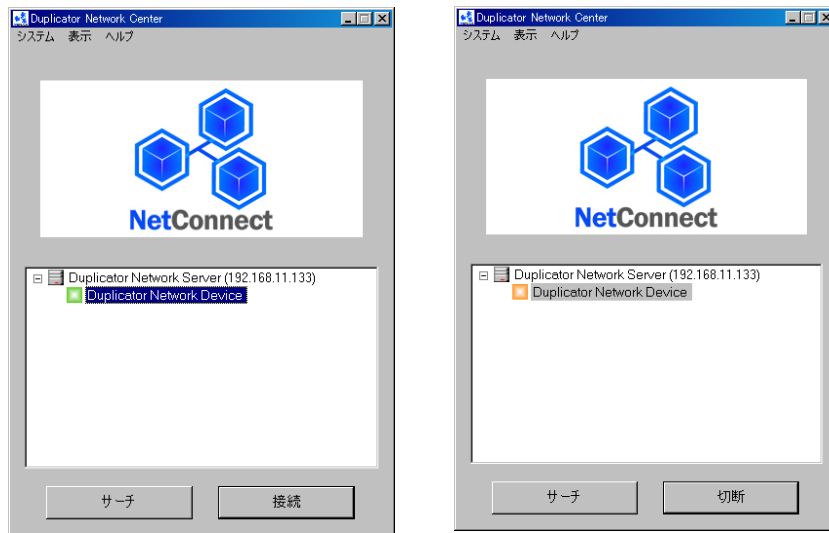 Duplicator Network Center
システム 表示 ヘルプ
NetConnect
Duplicator Network Server (192.168.11.133)
Duplicator Network Device
サーチ 接続
Duplicator Network Center
システム 表示 ヘルプ
NetConnect
Duplicator Network Server (192.168.11.133)
Duplicator Network Device
サーチ 切断